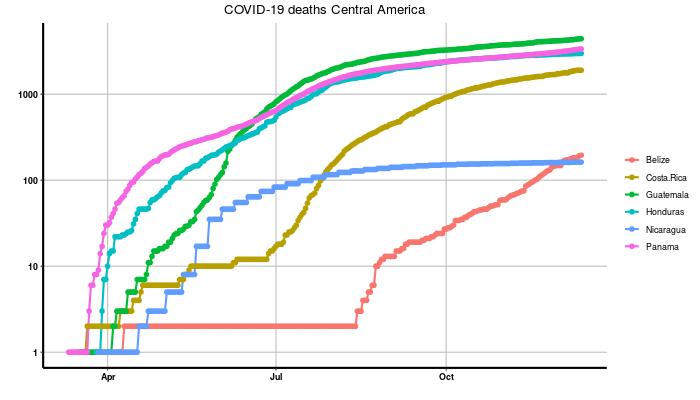 COVID-19 deaths Central America
1000
100
10
1
Apr
Jul
Oct
Belize
Costa.Rica
Guatemala
Honduras
Nicaragua
Panama